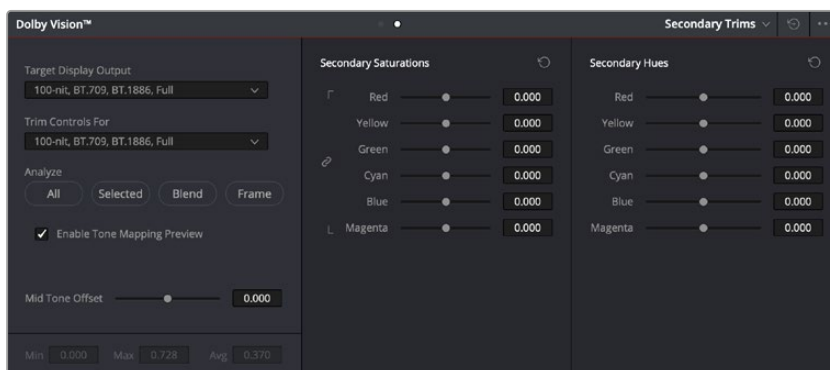 Dolby Vision™
Secondary Trims
Target Display Output
100-nit, BT.709, BT.1886, Full
Trim Controls For
100-nit, BT.709, BT.1886, Full
Analyze
All Selected Blend Frame
Enable Tone Mapping Preview
Mid Tone Offset 0.000
Min 0.000 Max 0.728 Avg 0.370
Secondary Saturations
Red 0.000
Yellow 0.000
Green 0.000
Cyan 0.000
Blue 0.000
Magenta 0.000
Secondary Hues
Red 0.000
Yellow 0.000
Green 0.000
Cyan 0.000
Blue 0.000
Magenta 0.000